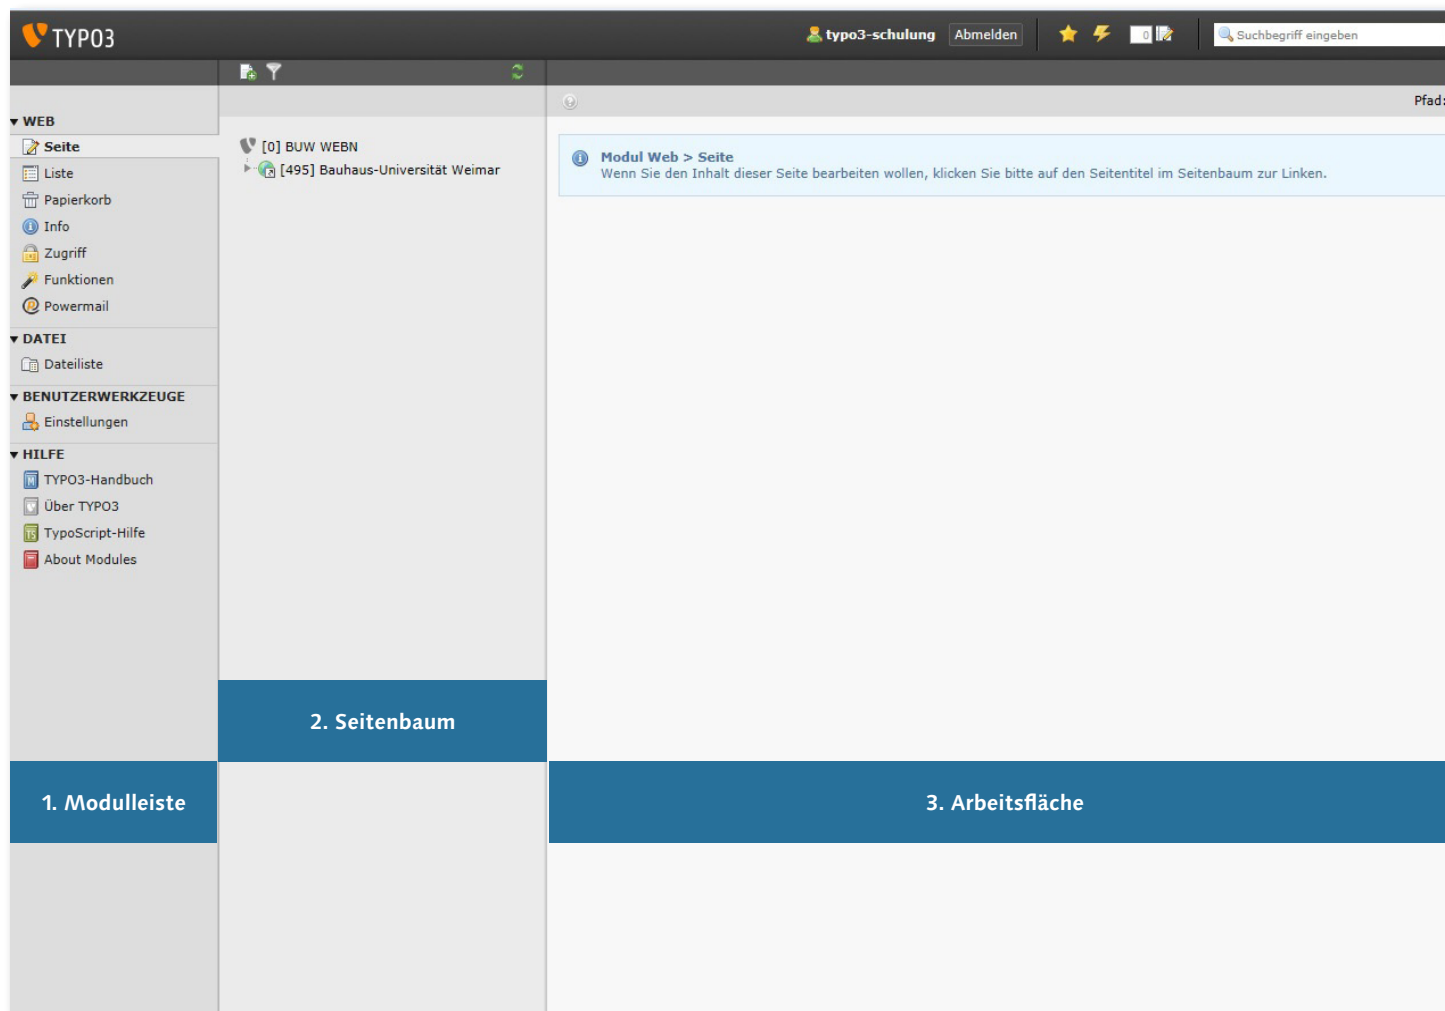 TYPO3
typo3-schulung
Abmelden
0
Suchbegriff eingeben
Pfad:
WEB
Seite
Liste
Papierkorb
Info
Zugriff
Funktionen
Powermail
DATEI
Dateiliste
BENUTZERWERKZEUGE
Einstellungen
HILFE
TYPO3-Handbuch
Über TYPO3
TypoScript-Hilfe
About Modules
[0] BUW WEBN
[495] Bauhaus-Universität Weimar
Modul Web > Seite
Wenn Sie den Inhalt dieser Seite bearbeiten wollen, klicken Sie bitte auf den Seitentitel im Seitenbaum zur Linken.
2. Seitenbaum
1. Modulleiste
3. Arbeitsfläche